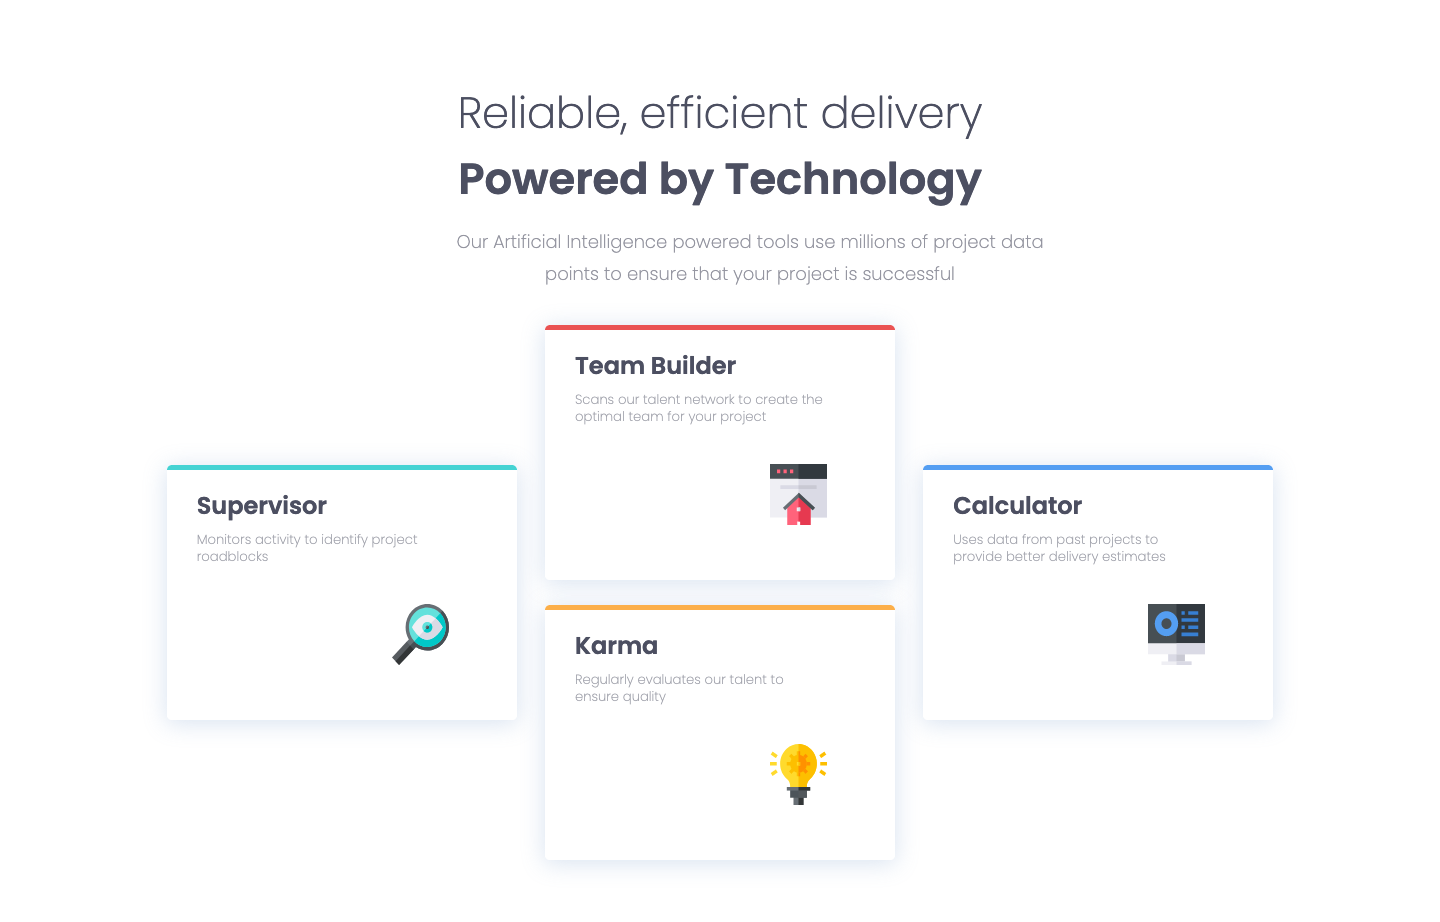 Reliable, efficient delivery
Powered by Technology
Our Artificial Intelligence powered tools use millions of project data
points to ensure that your project is successful
Team Builder
Scans our talent network to create the
optimal team for your project
Supervisor
Monitors activity to identify project
roadblocks
Calculator
Uses data from past projects to
provide better delivery estimates
Karma
Regularly evaluates our talent to
ensure quality